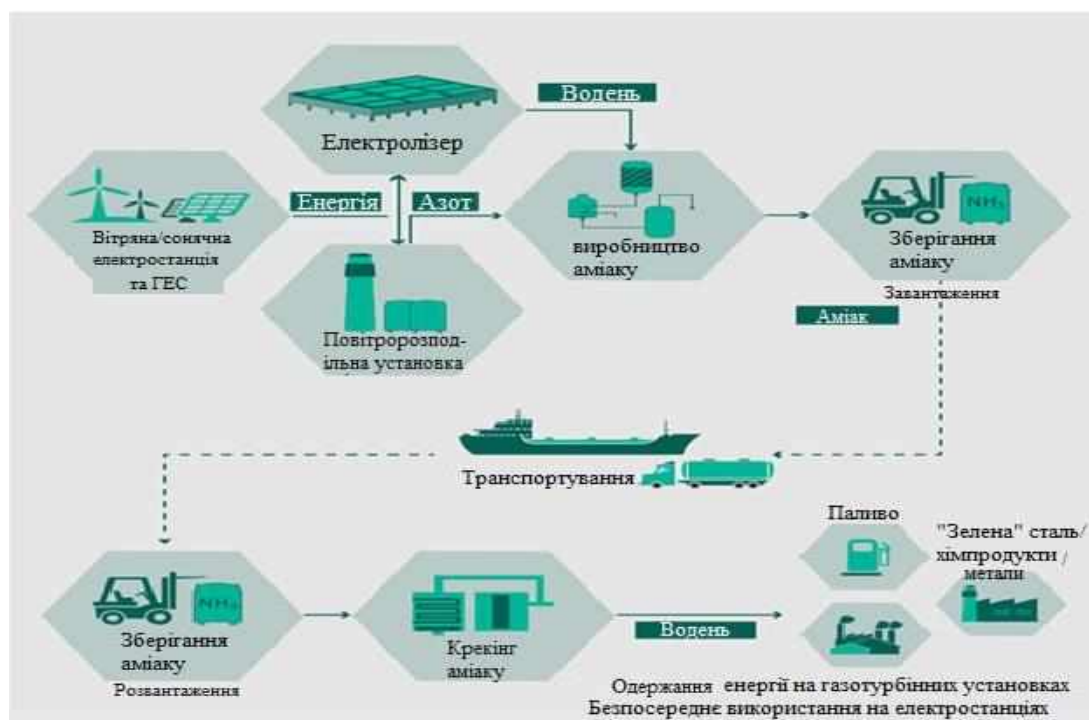 Водень
Електролізер
Енергія
Азот
Вітряна/сонячна
електростанція
та ГЕС
виробництво
аміаку
NH₃
Зберігання
аміаку
Завантаження
Повітророзпод-
ільна установка
Аміак
Транспортування
Паливо
"Зелена" сталь/
хімпродукти /
метали
NH₃
Зберігання
аміаку
Розвантаження
Крекінг
аміаку
Водень
Одержання енергії на газотурбінних установках
Безпосереднє використання на електростанціях